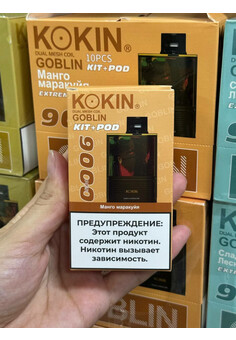 KOKIN®
DUAL MESH COIL
GOBLIN 10PCS
KIT+POD
Манго
маракуйя
EXTREM
KOKIN®
DUAL MESH COIL
GOBLIN
KIT+POD
9000
Манго маракуйя
ПРЕДУПРЕЖДЕНИЕ:
Этот продукт
содержит никотин.
Никотин вызывает
зависимость.
GOBLIN